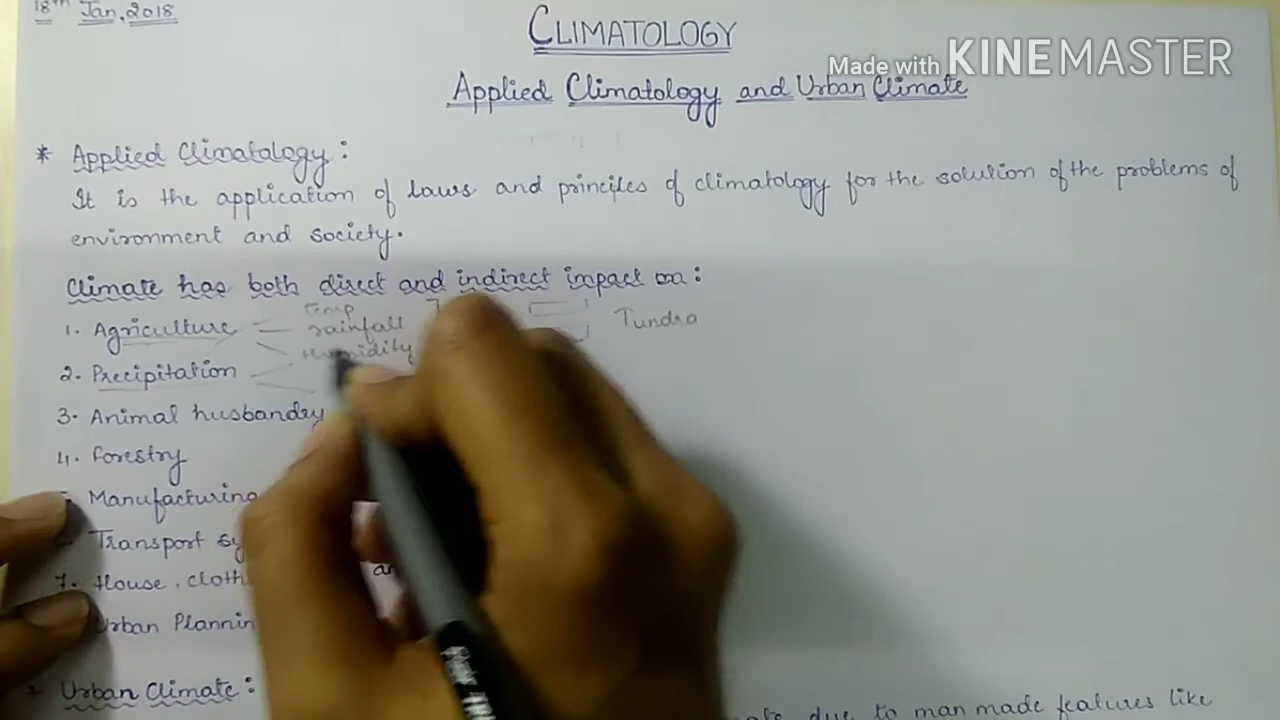 18th Jan, 2018
CLIMATOLOGY
Made with KINEMASTER
Applied Climatology and Urban Climate
* Applied Climatology:
It is the application of laws and principles of climatology for the solution of the problems of
environment and society.
Climate has both direct and indirect impact on:
temp
1. Agriculture rainfall Tundra
Humidity
2. Precipitation
3. Animal husbandry
4. Forestry
Manufacturing
Transport
7. House, cloth
Urban
* Urban Climate:
due to man made features like